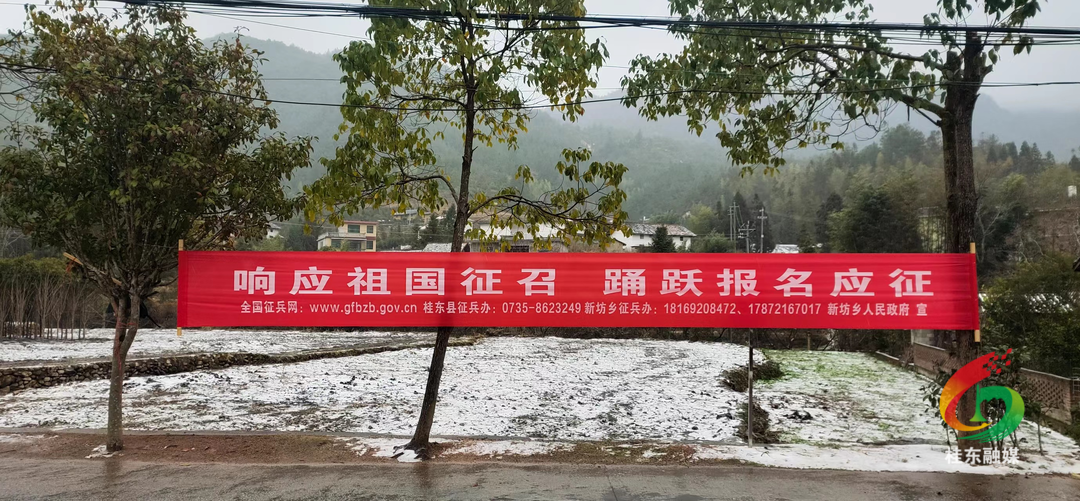 响应祖国征召 踊跃报名应征
全国征兵网：www.gfbzb.gov.cn 桂东县征兵办：0735-8623249 新坊乡征兵办：18169208472、17872167017 新坊乡人民政府 宣
桂东融媒